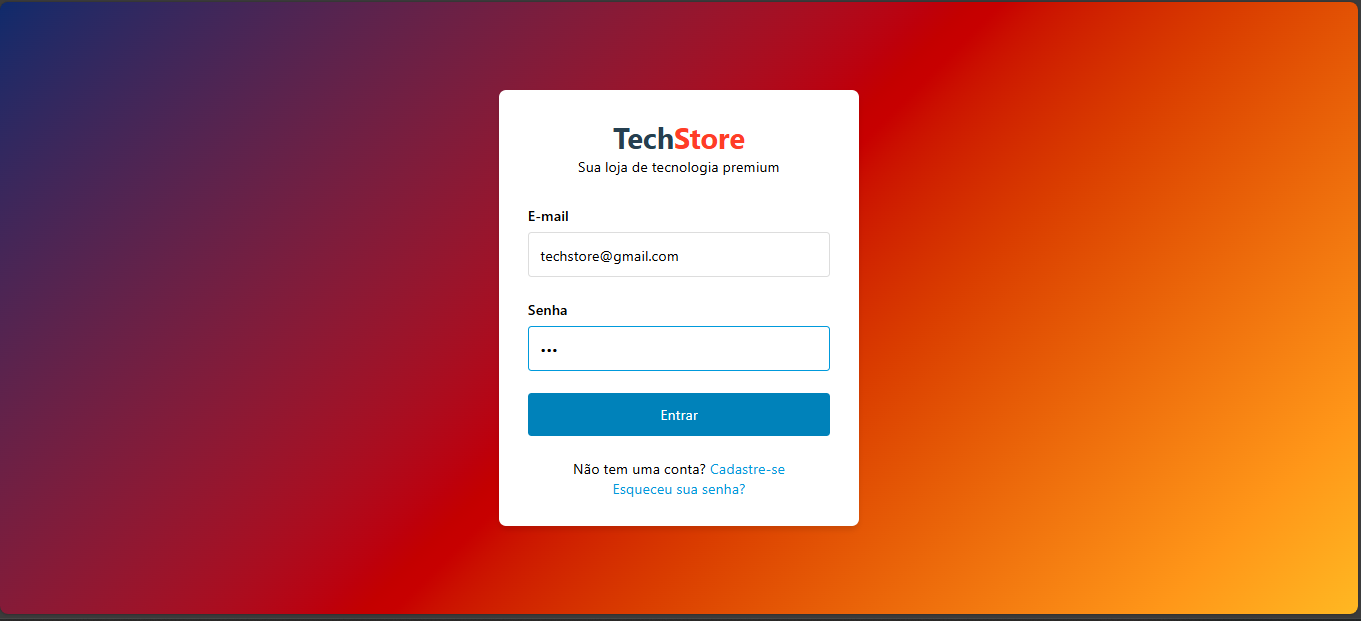 TechStore
Sua loja de tecnologia premium
E-mail
techstore@gmail.com
Senha
•••
Entrar
Não tem uma conta? Cadastre-se
Esqueceu sua senha?